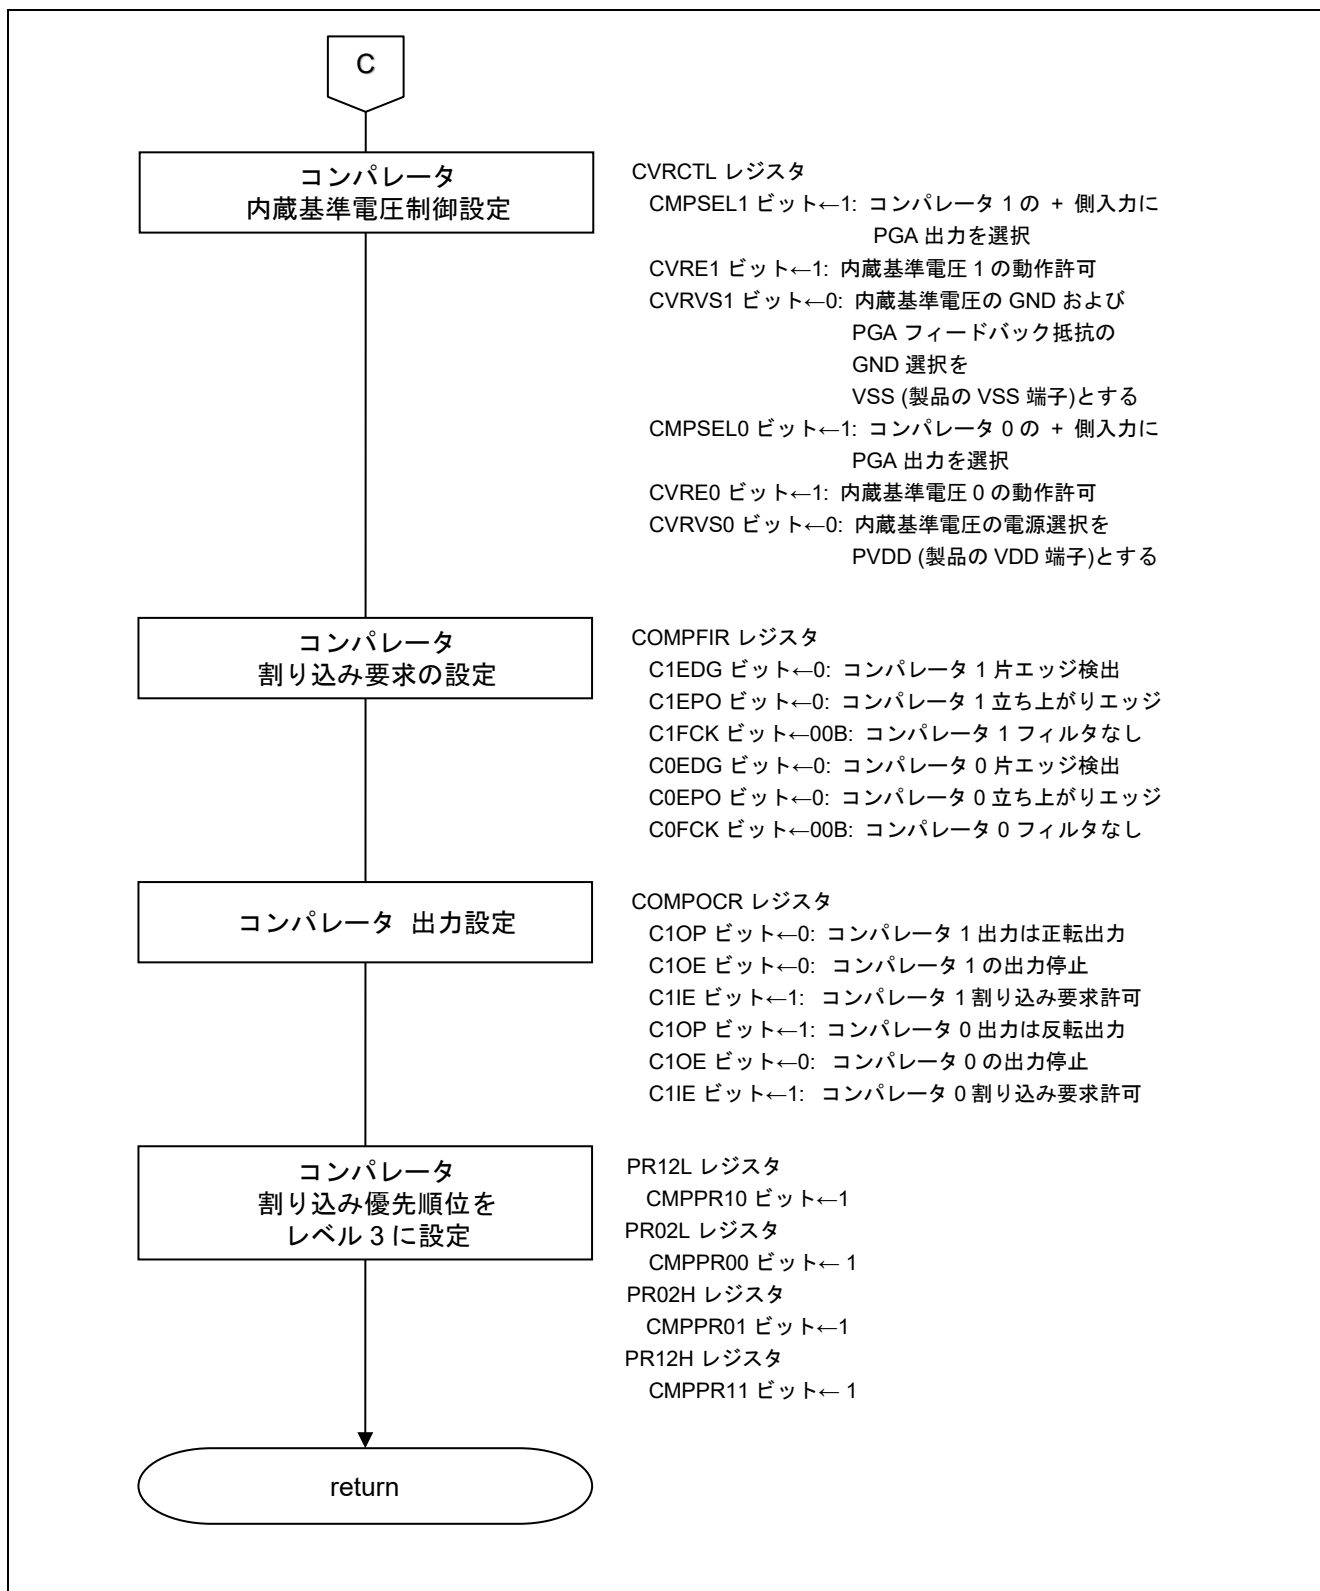 C
コンパレータ
内蔵基準電圧制御設定
CVRCTL レジスタ
CMPSEL1 ビット←1: コンパレータ 1 の + 側入力に
PGA 出力を選択
CVRE1 ビット←1: 内蔵基準電圧 1 の動作許可
CVRVS1 ビット←0: 内蔵基準電圧の GND および
PGA フィードバック抵抗の
GND 選択を
VSS (製品の VSS 端子)とする
CMPSEL0 ビット←1: コンパレータ 0 の + 側入力に
PGA 出力を選択
CVRE0 ビット←1: 内蔵基準電圧 0 の動作許可
CVRVS0 ビット←0: 内蔵基準電圧の電源選択を
PVDD (製品の VDD 端子)とする
コンパレータ
割り込み要求の設定
COMPFIR レジスタ
C1EDG ビット←0: コンパレータ 1 片エッジ検出
C1EPO ビット←0: コンパレータ 1 立ち上がりエッジ
C1FCK ビット←00B: コンパレータ 1 フィルタなし
C0EDG ビット←0: コンパレータ 0 片エッジ検出
C0EPO ビット←0: コンパレータ 0 立ち上がりエッジ
C0FCK ビット←00B: コンパレータ 0 フィルタなし
コンパレータ 出力設定
COMPOCR レジスタ
C1OP ビット←0: コンパレータ 1 出力は正転出力
C1OE ビット←0: コンパレータ 1 の出力停止
C1IE ビット←1: コンパレータ 1 割り込み要求許可
C1OP ビット←1: コンパレータ 0 出力は反転出力
C1OE ビット←0: コンパレータ 0 の出力停止
C1IE ビット←1: コンパレータ 0 割り込み要求許可
コンパレータ
割り込み優先順位を
レベル 3 に設定
PR12L レジスタ
CMPPR10 ビット←1
PR02L レジスタ
CMPPR00 ビット← 1
PR02H レジスタ
CMPPR01 ビット←1
PR12H レジスタ
CMPPR11 ビット← 1
return